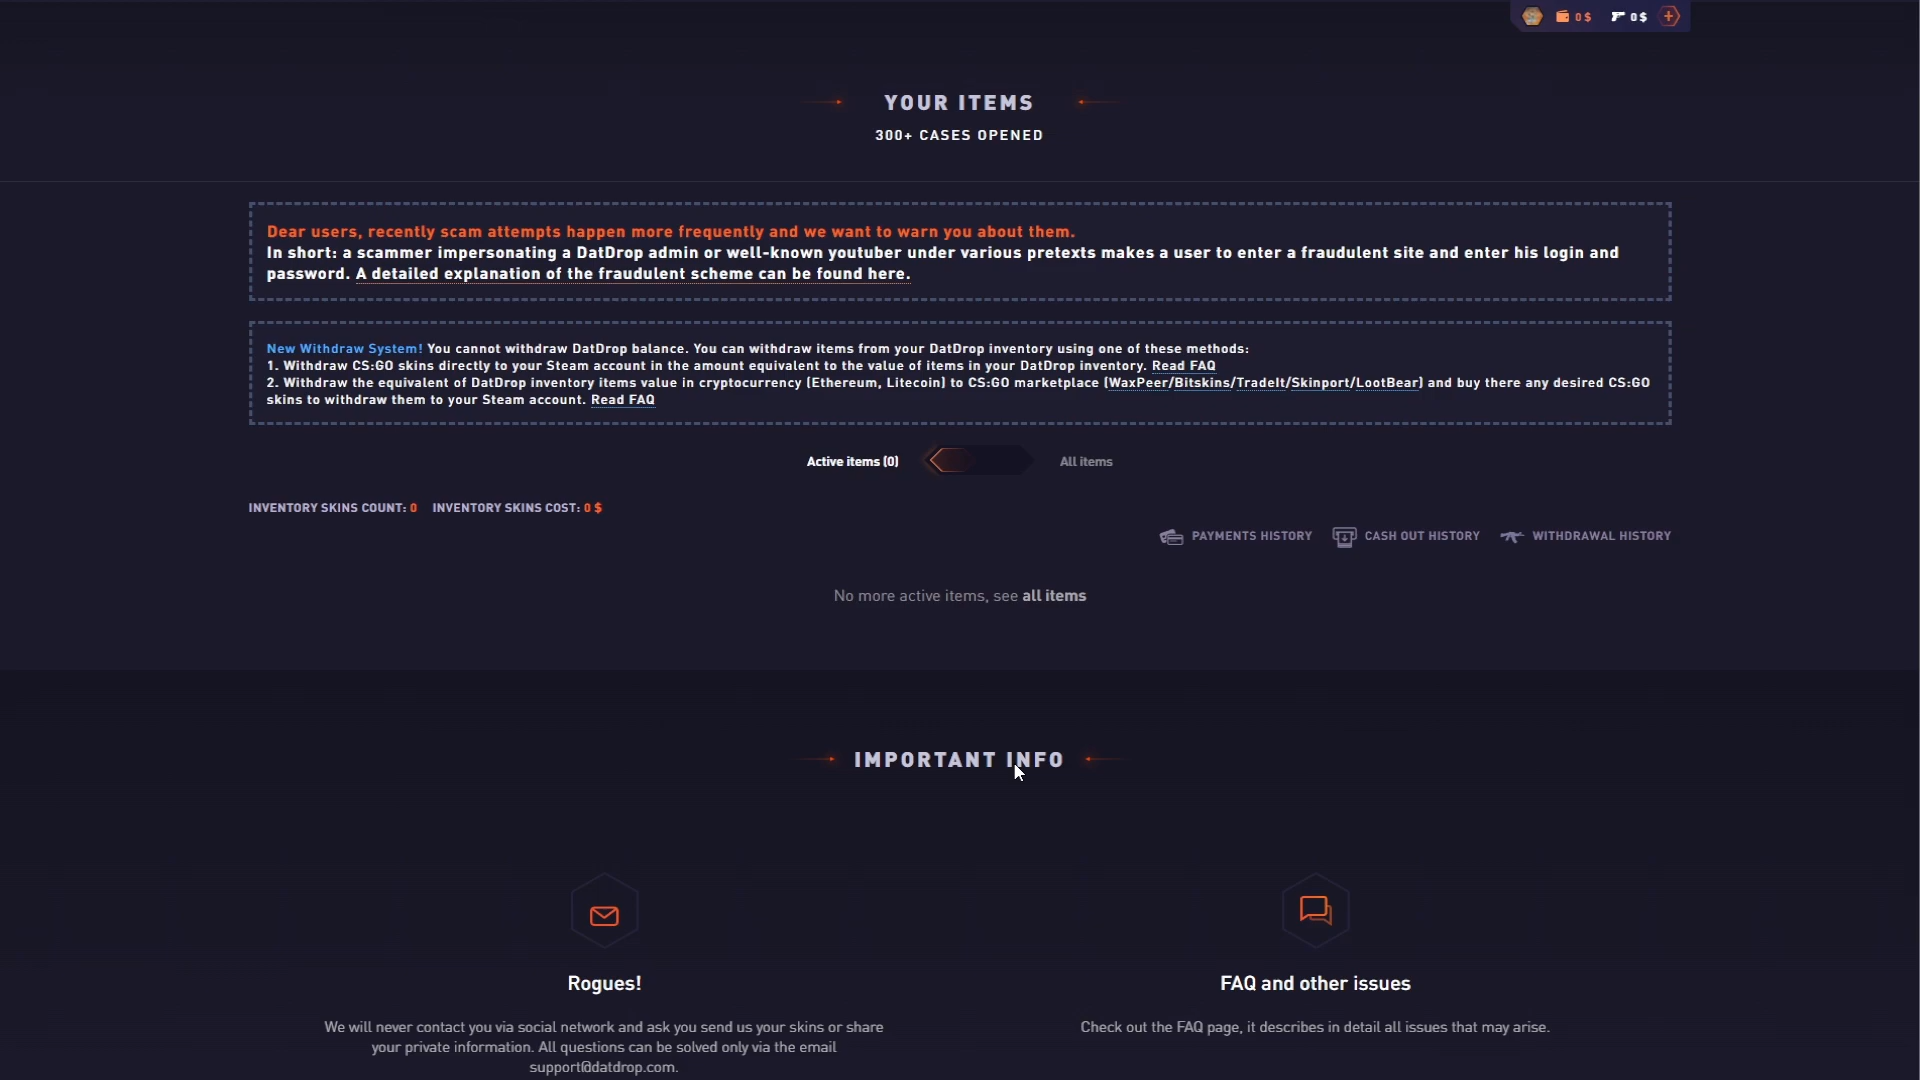 0 $ 0 $
YOUR ITEMS
300+ CASES OPENED
Dear users, recently scam attempts happen more frequently and we want to warn you about them.
In short: a scammer impersonating a DatDrop admin or well-known youtuber under various pretexts makes a user to enter a fraudulent site and enter his login and
password. A detailed explanation of the fraudulent scheme can be found here.
New Withdraw System! You cannot withdraw DatDrop balance. You can withdraw items from your DatDrop inventory using one of these methods:
1. Withdraw CS:GO skins directly to your Steam account in the amount equivalent to the value of items in your DatDrop inventory. Read FAQ
2. Withdraw the equivalent of DatDrop inventory items value in cryptocurrency (Ethereum, Litecoin) to CS:GO marketplace (WaxPeer/Bitskins/TradeIt/Skinport/LootBear) and buy there any desired CS:GO
skins to withdraw them to your Steam account. Read FAQ
Active items (0) All items
INVENTORY SKINS COUNT: 0 INVENTORY SKINS COST: 0 $
PAYMENTS HISTORY CASH OUT HISTORY WITHDRAWAL HISTORY
No more active items, see all items
IMPORTANT INFO
Rogues!
We will never contact you via social network and ask you send us your skins or share
your private information. All questions can be solved only via the email
support@datdrop.com.
FAQ and other issues
Check out the FAQ page, it describes in detail all issues that may arise.